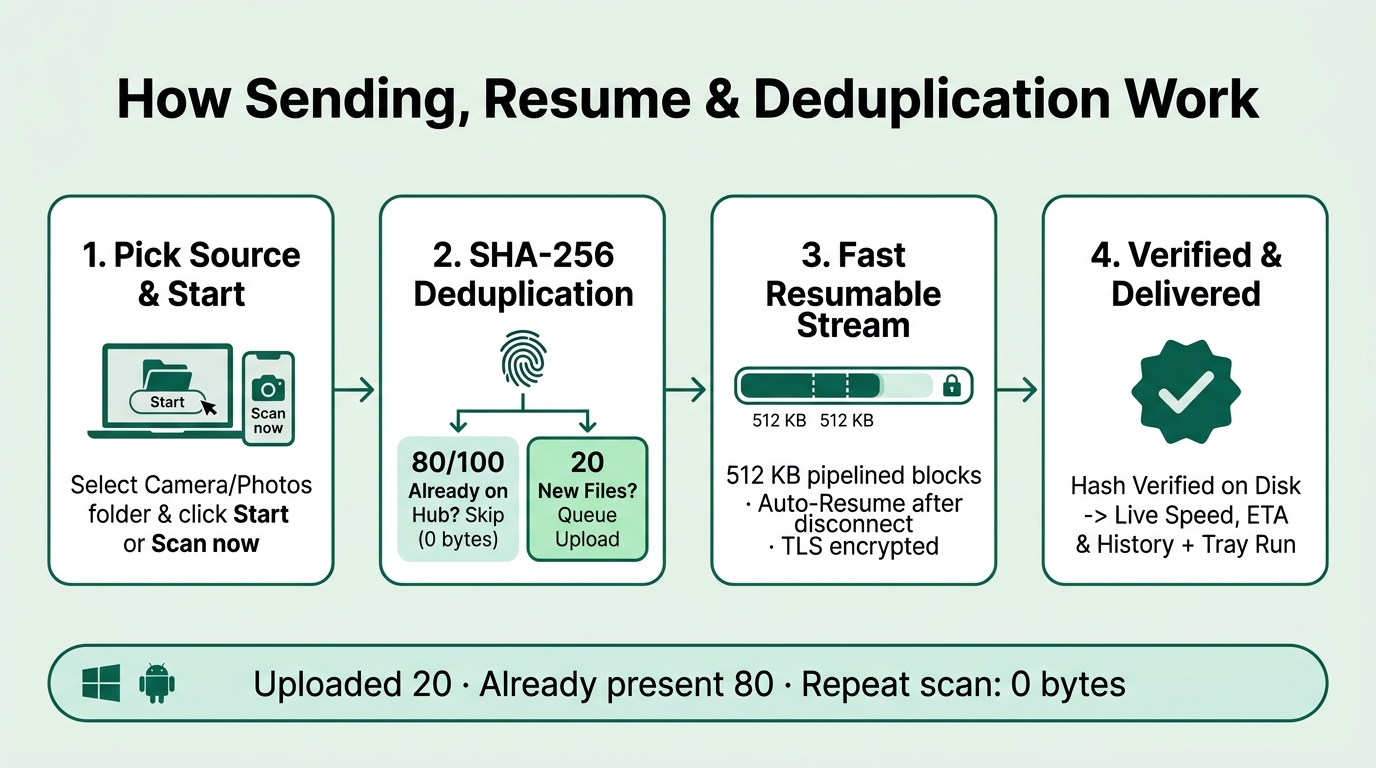 How Sending, Resume & Deduplication Work
1. Pick Source
& Start
Start
Scan
now
Select Camera/Photos
folder & click Start
or Scan now
2. SHA-256
Deduplication
80/100
Already on
Hub? Skip
(0 bytes)
20
New Files?
Queue
Upload
3. Fast
Resumable
Stream
512 KB 512 KB
512 KB pipelined blocks
· Auto-Resume after
disconnect
· TLS encrypted
4. Verified &
Delivered
Hash Verified on Disk
-> Live Speed, ETA
& History + Tray Run
Uploaded 20 · Already present 80 · Repeat scan: 0 bytes